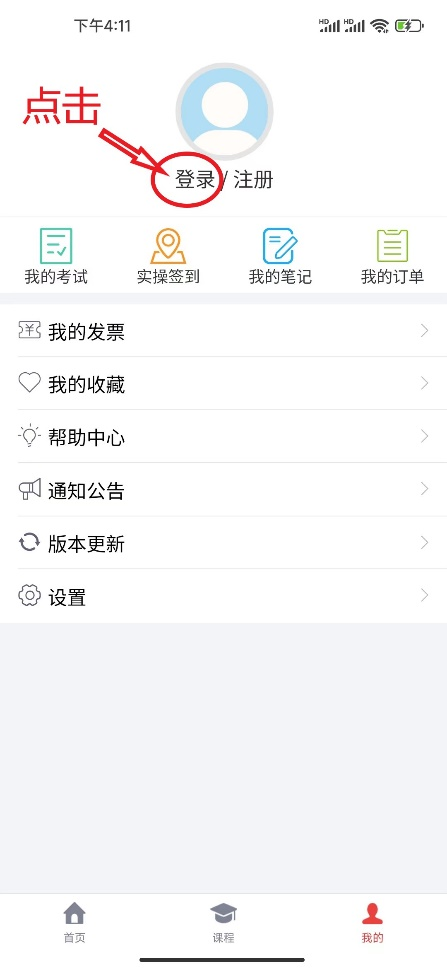 下午4:11
HD HD
点击
登录 / 注册
我的考试 实操签到 我的笔记 我的订单
我的发票
我的收藏
帮助中心
通知公告
版本更新
设置
首页 课程 我的